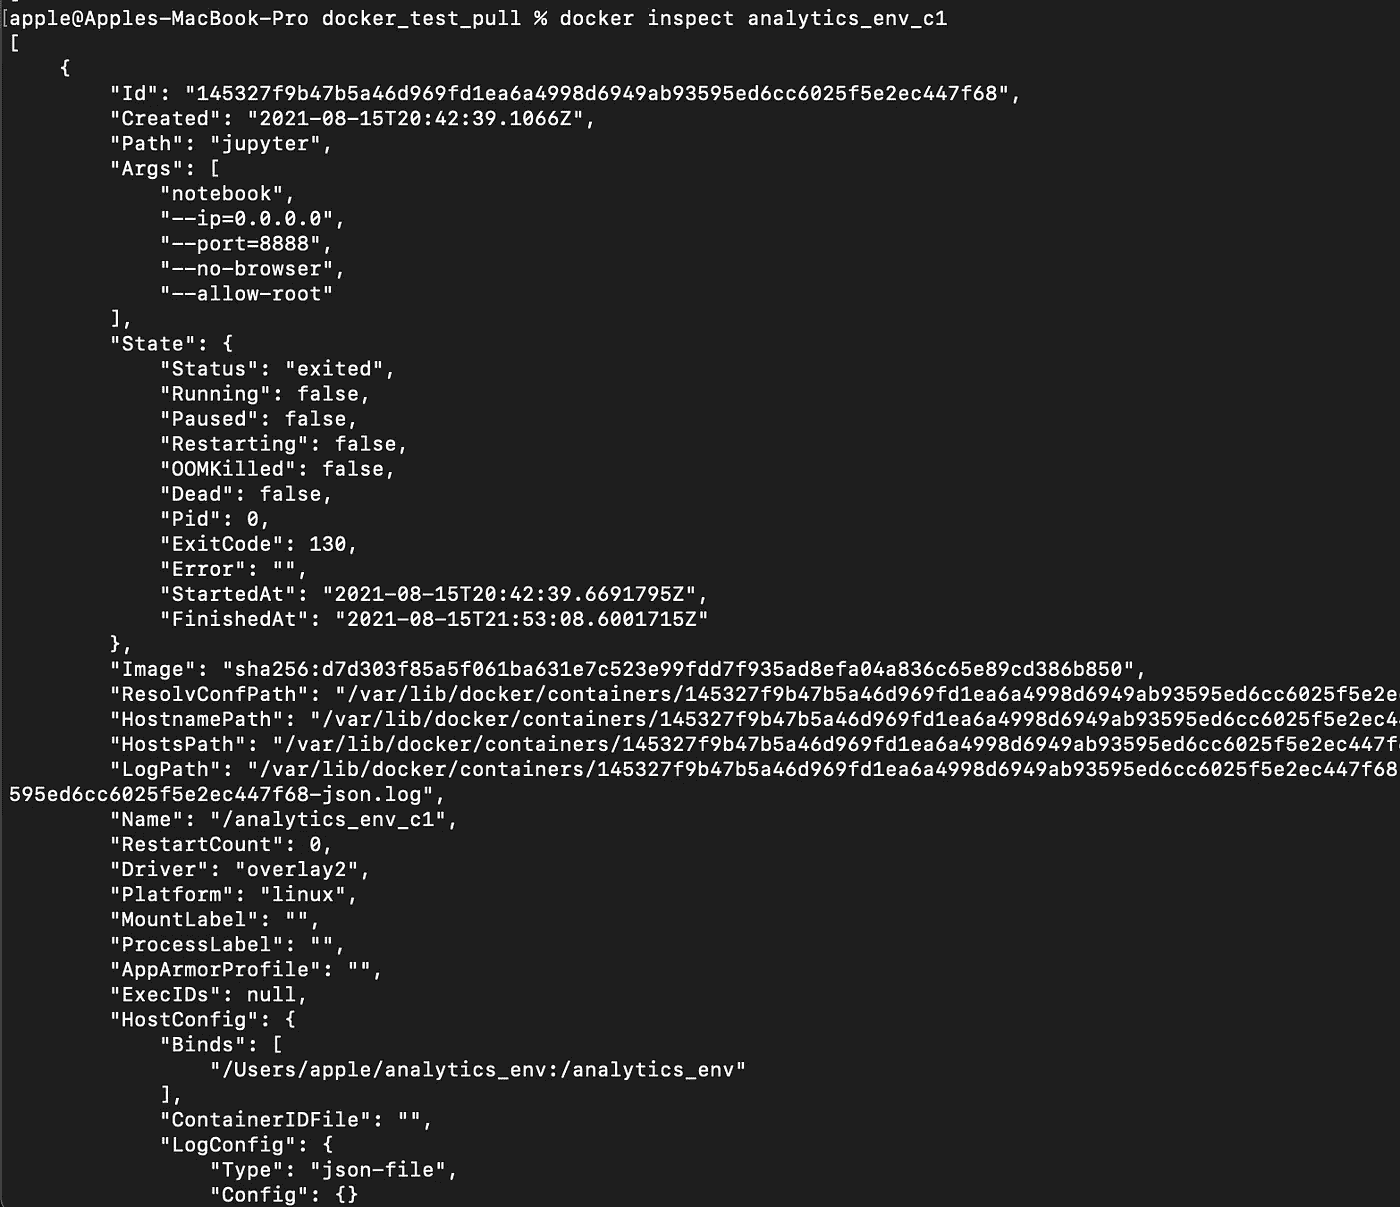 [apple@Apples-MacBook-Pro docker_test_pull % docker inspect analytics_env_c1
[
    {
        "Id": "145327f9b47b5a46d969fd1ea6a4998d6949ab93595ed6cc6025f5e2ec447f68",
        "Created": "2021-08-15T20:42:39.1066Z",
        "Path": "jupyter",
        "Args": [
            "notebook",
            "--ip=0.0.0.0",
            "--port=8888",
            "--no-browser",
            "--allow-root"
        ],
        "State": {
            "Status": "exited",
            "Running": false,
            "Paused": false,
            "Restarting": false,
            "OOMKilled": false,
            "Dead": false,
            "Pid": 0,
            "ExitCode": 130,
            "Error": "",
            "StartedAt": "2021-08-15T20:42:39.6691795Z",
            "FinishedAt": "2021-08-15T21:53:08.6001715Z"
        },
        "Image": "sha256:d7d303f85a5f061ba631e7c523e99fdd7f935ad8efa04a836c65e89cd386b850",
        "ResolvConfPath": "/var/lib/docker/containers/145327f9b47b5a46d969fd1ea6a4998d6949ab93595ed6cc6025f5e2e
        "HostnamePath": "/var/lib/docker/containers/145327f9b47b5a46d969fd1ea6a4998d6949ab93595ed6cc6025f5e2ec4
        "HostsPath": "/var/lib/docker/containers/145327f9b47b5a46d969fd1ea6a4998d6949ab93595ed6cc6025f5e2ec447f
        "LogPath": "/var/lib/docker/containers/145327f9b47b5a46d969fd1ea6a4998d6949ab93595ed6cc6025f5e2ec447f68
595ed6cc6025f5e2ec447f68-json.log",
        "Name": "/analytics_env_c1",
        "RestartCount": 0,
        "Driver": "overlay2",
        "Platform": "linux",
        "MountLabel": "",
        "ProcessLabel": "",
        "AppArmorProfile": "",
        "ExecIDs": null,
        "HostConfig": {
            "Binds": [
                "/Users/apple/analytics_env:/analytics_env"
            ],
            "ContainerIDFile": "",
            "LogConfig": {
                "Type": "json-file",
                "Config": {}